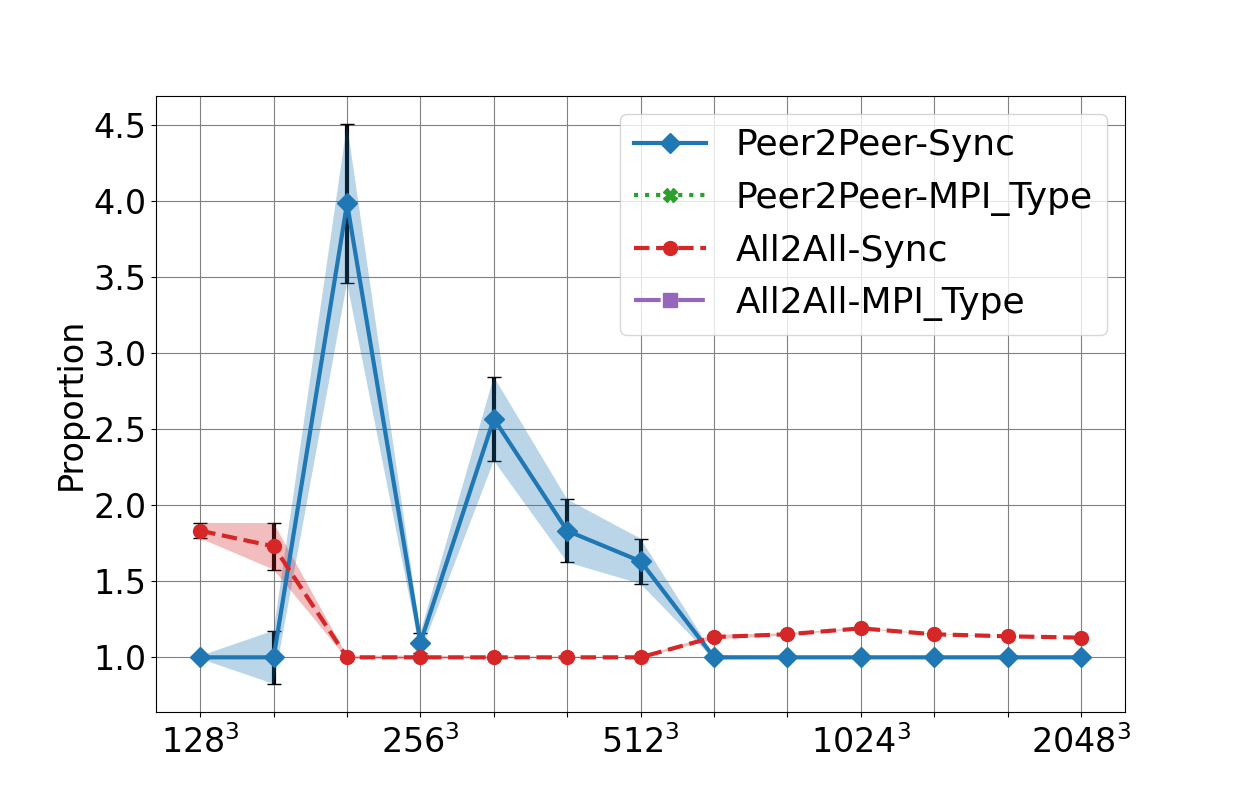 Proportion
4.5
4.0
3.5
3.0
2.5
2.0
1.5
1.0
Peer2Peer-Sync
Peer2Peer-MPI_Type
All2All-Sync
All2All-MPI_Type
128³ 256³ 512³ 1024³ 2048³